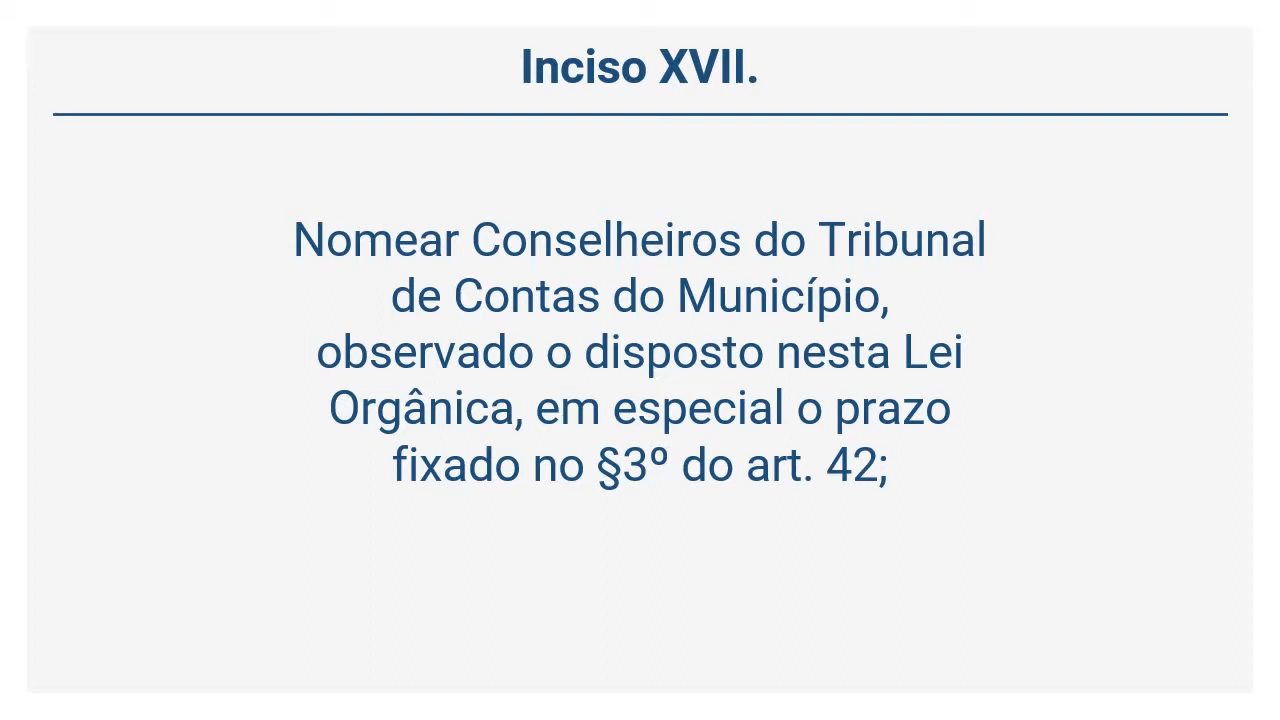 Inciso XVII.
Nomear Conselheiros do Tribunal
de Contas do Município,
observado o disposto nesta Lei
Orgânica, em especial o prazo
fixado no §3º do art. 42;